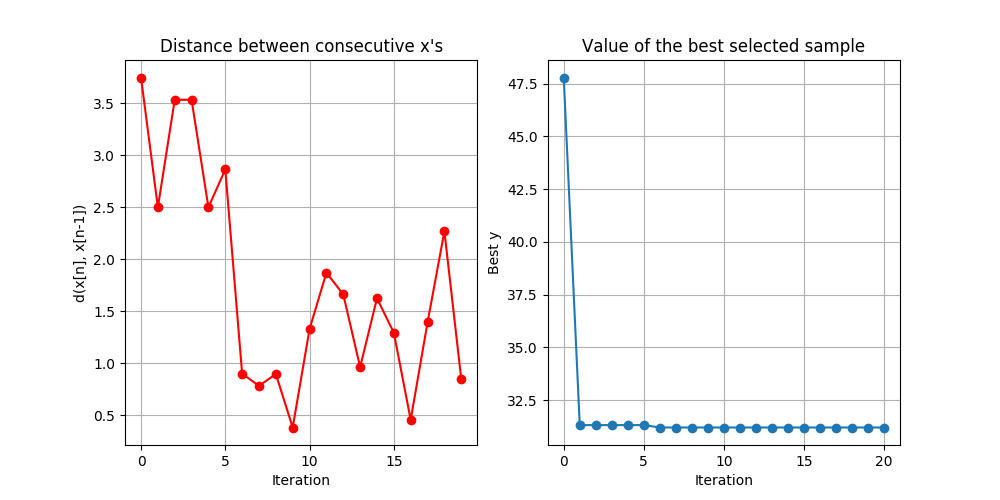 Distance between consecutive x's
d(x[n], x[n-1])
3.5
3.0
2.5
2.0
1.5
1.0
0.5
0 5 10 15
Iteration
Value of the best selected sample
Best y
47.5
45.0
42.5
40.0
37.5
35.0
32.5
0 5 10 15 20
Iteration